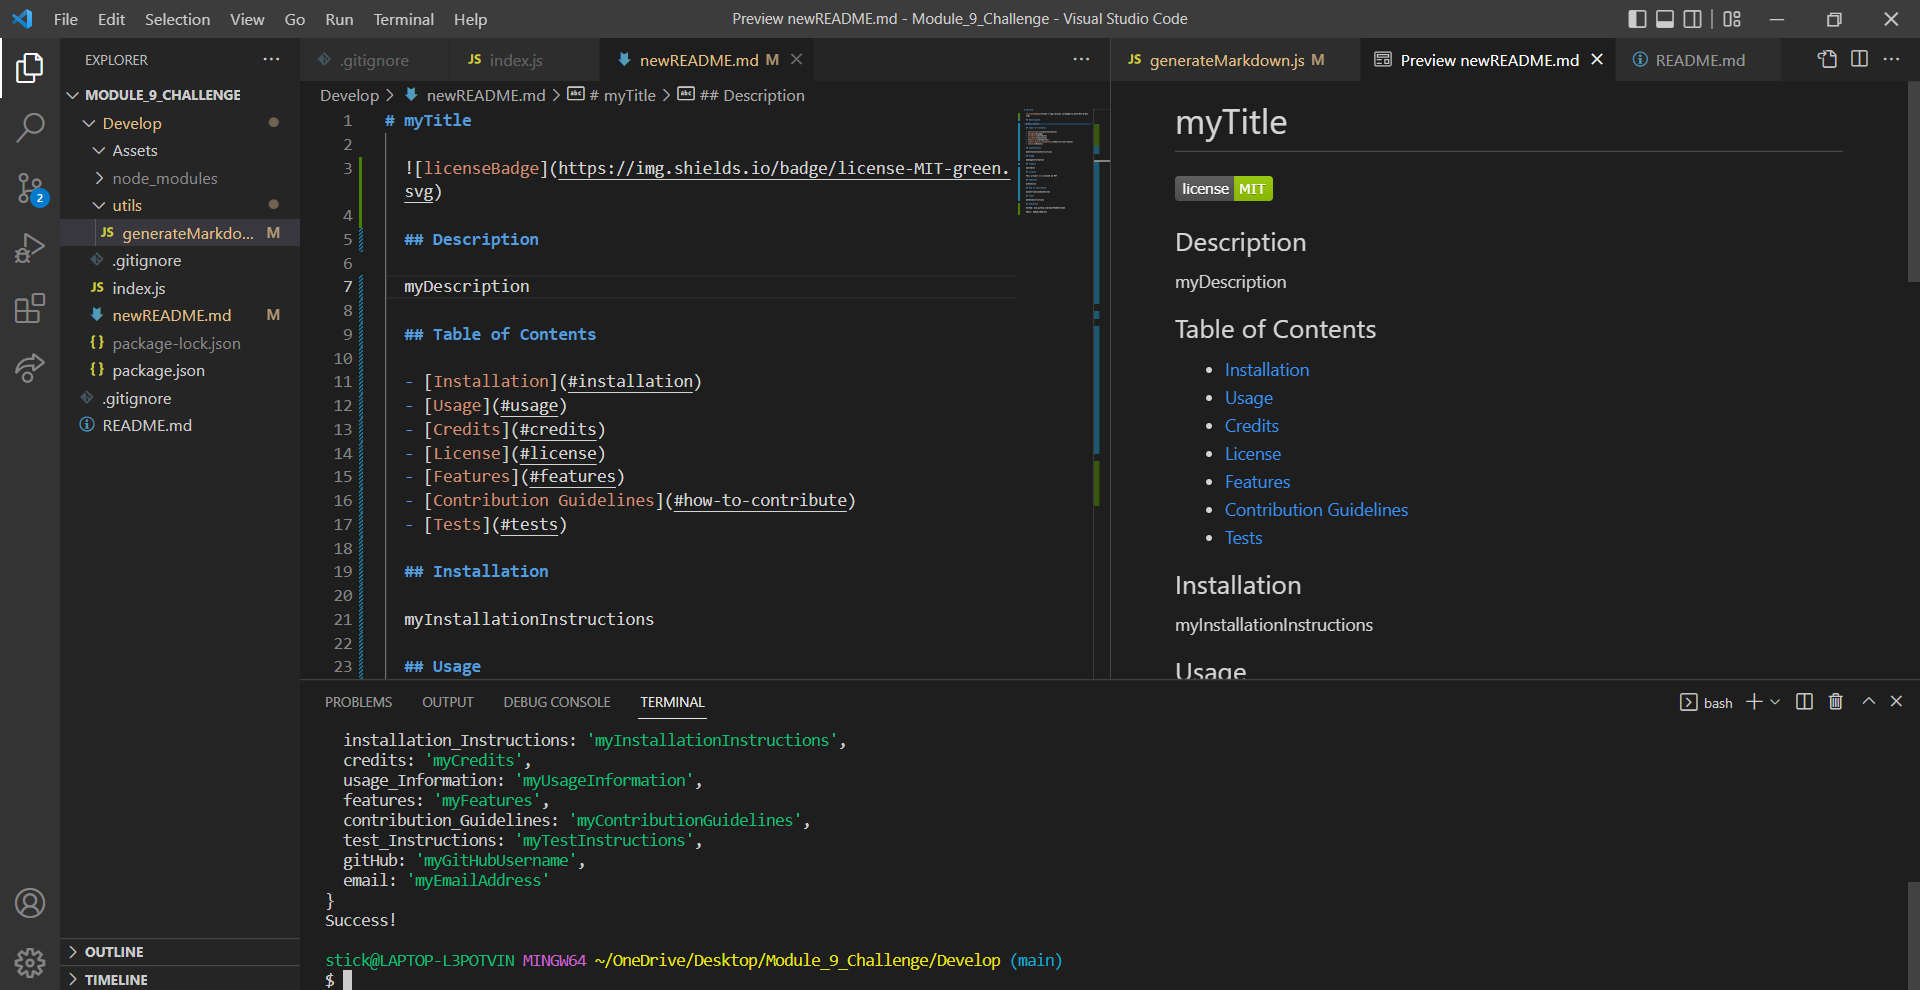 File Edit Selection View Go Run Terminal Help
Preview newREADME.md - Module_9_Challenge - Visual Studio Code
EXPLORER
MODULE_9_CHALLENGE
Develop
Assets
node_modules
utils
JS generateMarkdo... M
.gitignore
JS index.js
newREADME.md M
{} package-lock.json
{} package.json
.gitignore
README.md
OUTLINE
TIMELINE
2
.gitignore
JS index.js
newREADME.md M
Develop > newREADME.md > # myTitle > ## Description
1 # myTitle
2
3 ![licenseBadge](https://img.shields.io/badge/license-MIT-green.
svg)
4
5 ## Description
6
7 myDescription
8
9 ## Table of Contents
10
11 - [Installation](#installation)
12 - [Usage](#usage)
13 - [Credits](#credits)
14 - [License](#license)
15 - [Features](#features)
16 - [Contribution Guidelines](#how-to-contribute)
17 - [Tests](#tests)
18
19 ## Installation
20
21 myInstallationInstructions
22
23 ## Usage
JS generateMarkdown.js M
Preview newREADME.md
README.md
myTitle
license MIT
Description
myDescription
Table of Contents
• Installation
• Usage
• Credits
• License
• Features
• Contribution Guidelines
• Tests
Installation
myInstallationInstructions
Usage
PROBLEMS OUTPUT DEBUG CONSOLE TERMINAL
bash
installation_Instructions: 'myInstallationInstructions',
credits: 'myCredits',
usage_Information: 'myUsageInformation',
features: 'myFeatures',
contribution_Guidelines: 'myContributionGuidelines',
test_Instructions: 'myTestInstructions',
gitHub: 'myGitHubUsername',
email: 'myEmailAddress'
}
Success!
stick@LAPTOP-L3POTVIN MINGW64 ~/OneDrive/Desktop/Module_9_Challenge/Develop (main)
$